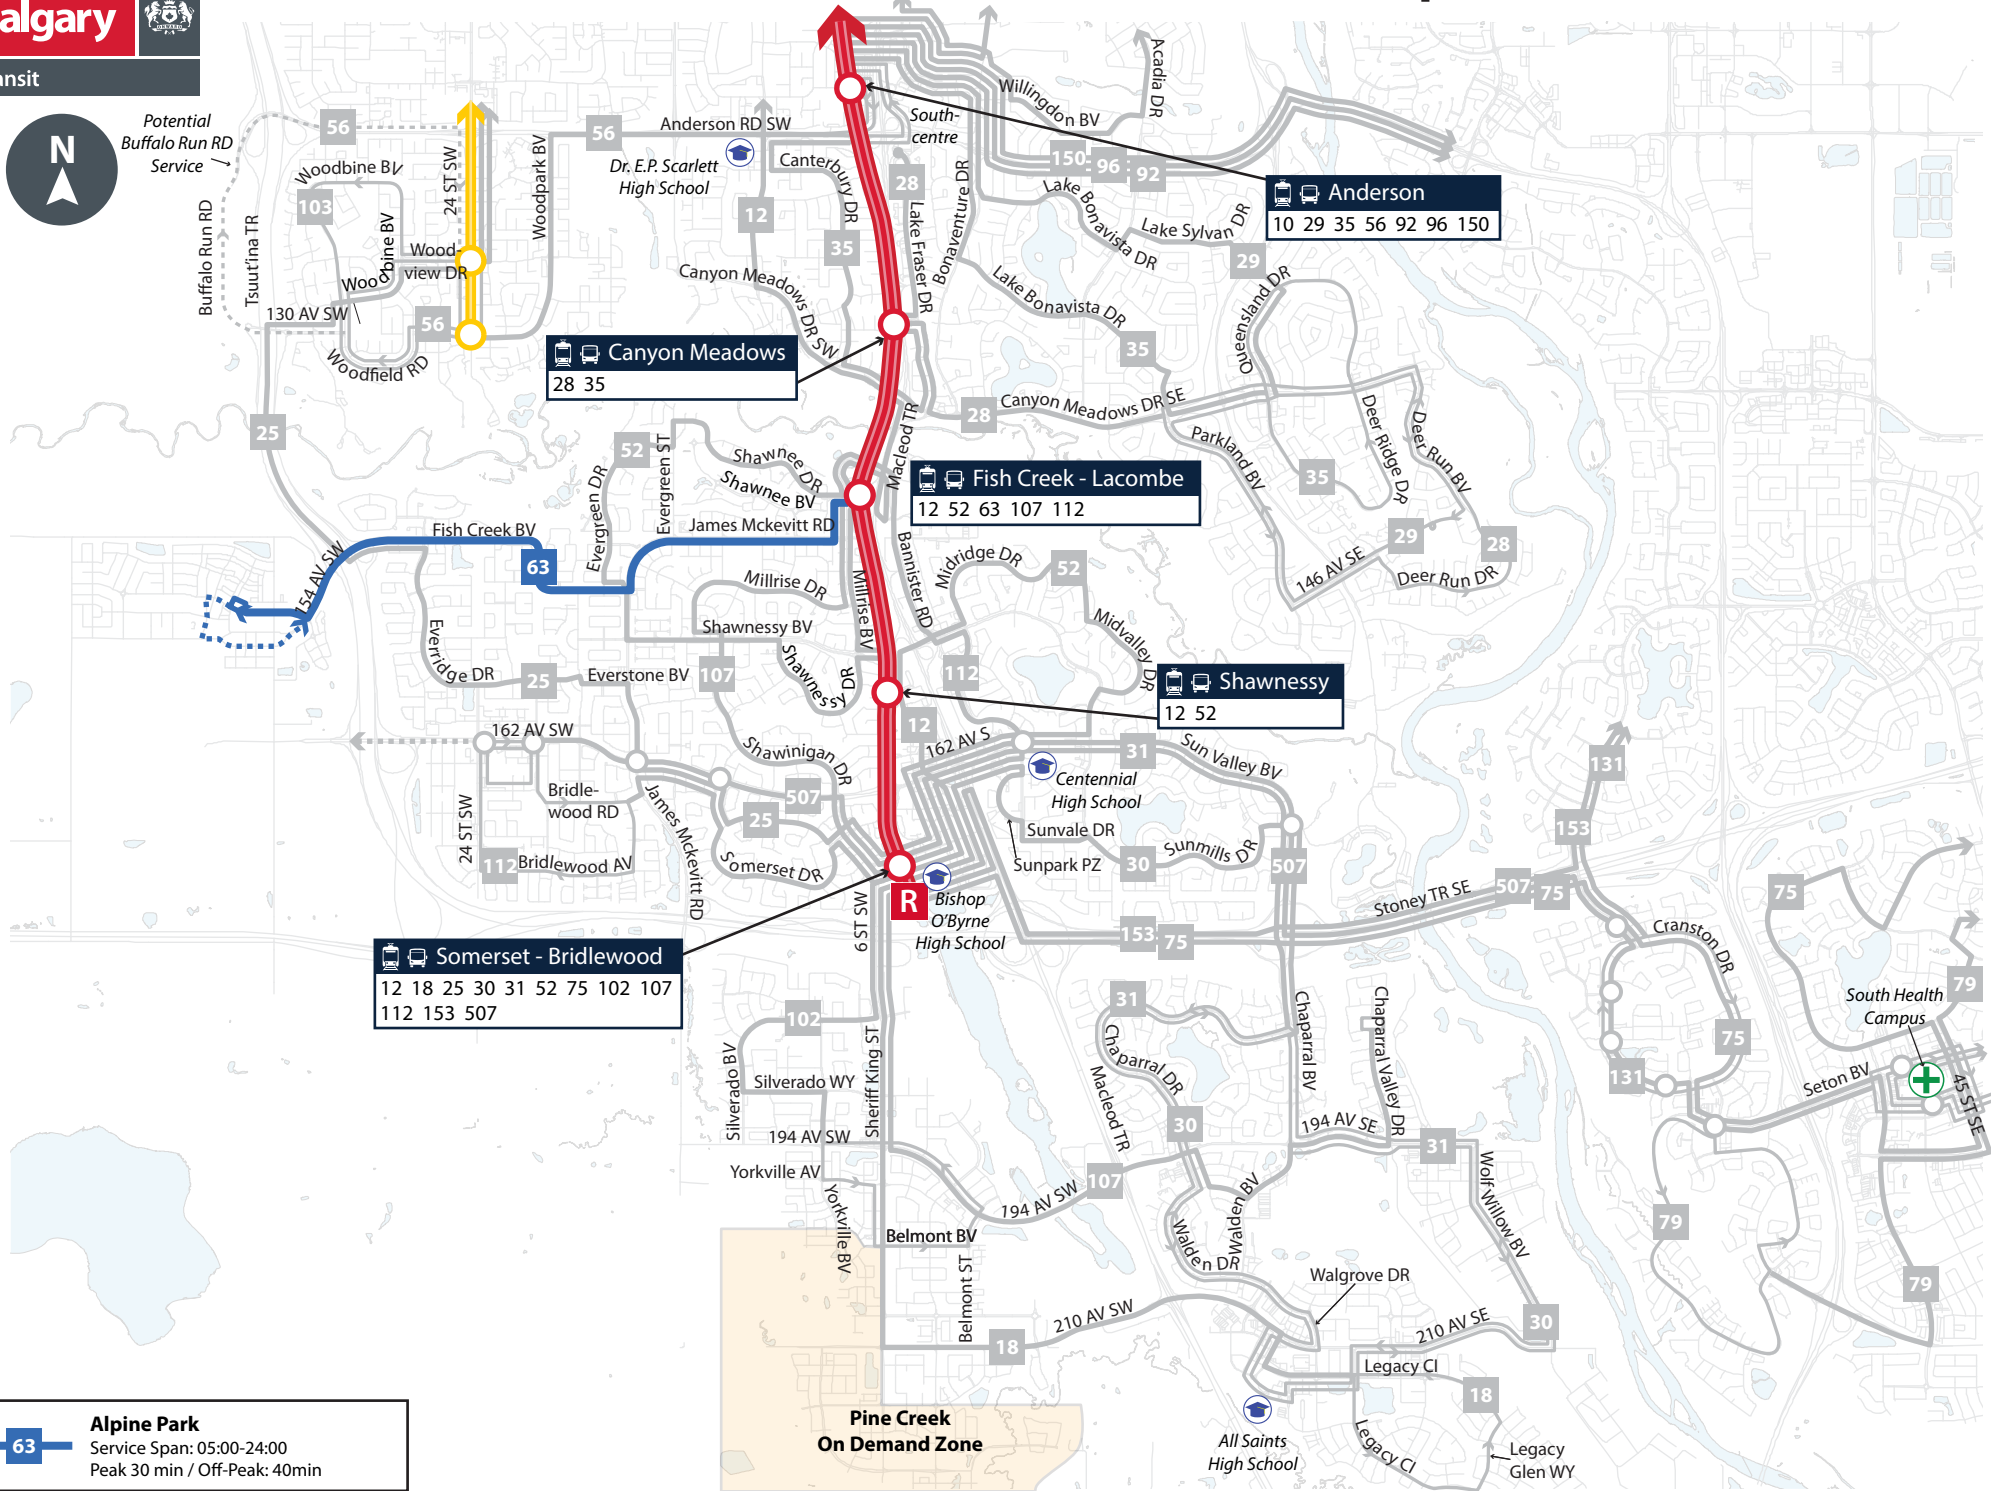 algary
ansit
N
Potential
Buffalo Run RD
Service
56
Woodbine BV
103
24 ST SW
Woodpark BV
56
Anderson RD SW
Dr. E.P. Scarlett
High School
12
Canterbury DR
35
South-
centre
28
Lake Fraser DR
Bonaventure DR
Willingdon BV
Acadia DR
150
96
92
Lake Bonavista DR
Lake Sylvan DR
29
Anderson
10 29 35 56 92 96 150
Buffalo Run RD
Tsuut'ina TR
Woodbine BV
Wood-
view DR
130 AV SW
56
Woodfield RD
Canyon Meadows DR SW
Canyon Meadows
28 35
Lake Bonavista DR
35
Queensland DR
28
Canyon Meadows DR SE
Macleod TR
25
52
Evergreen DR
Evergreen ST
Shawnee DR
Shawnee BV
James Mckevitt RD
Fish Creek - Lacombe
12 52 63 107 112
Parkland BV
35
Deer Ridge DR
Deer Run BV
29
28
146 AV SE
Deer Run DR
Fish Creek BV
63
154 AV SW
Bannister RD
Midridge DR
52
Millrise DR
Millrise BV
Shawnessy BV
Shawnessy DR
107
Midvalley DR
112
Shawnessy
12 52
Everridge DR
25
Everstone BV
162 AV SW
Bridle-
wood RD
24 ST SW
112
Bridlewood AV
James Mckevitt RD
Shawinigan DR
507
25
Somerset DR
12
162 AV S
31
Sun Valley BV
Centennial
High School
Sunvale DR
Sunpark PZ
30
Sunmills DR
507
R
Bishop
O'Byrne
High School
6 ST SW
Somerset - Bridlewood
12 18 25 30 31 52 75 102 107
112 153 507
153
75
Stoney TR SE
507
75
131
153
Cranston DR
75
131
75
79
South Health
Campus
Seton BV
45 ST SE
79
79
102
Silverado BV
Silverado WY
Sheriff King ST
194 AV SW
Yorkville AV
Yorkville BV
Belmont BV
Belmont ST
194 AV SW
107
31
Chaparral DR
Macleod TR
30
Chaparral BV
Chaparral Valley DR
194 AV SE
31
Wolf Willow BV
Walden BV
Walden DR
Walgrove DR
18
210 AV SW
210 AV SE
30
Legacy CI
18
Legacy CI
Legacy
Glen WY
All Saints
High School
Pine Creek
On Demand Zone
63
Alpine Park
Service Span: 05:00-24:00
Peak 30 min / Off-Peak: 40min